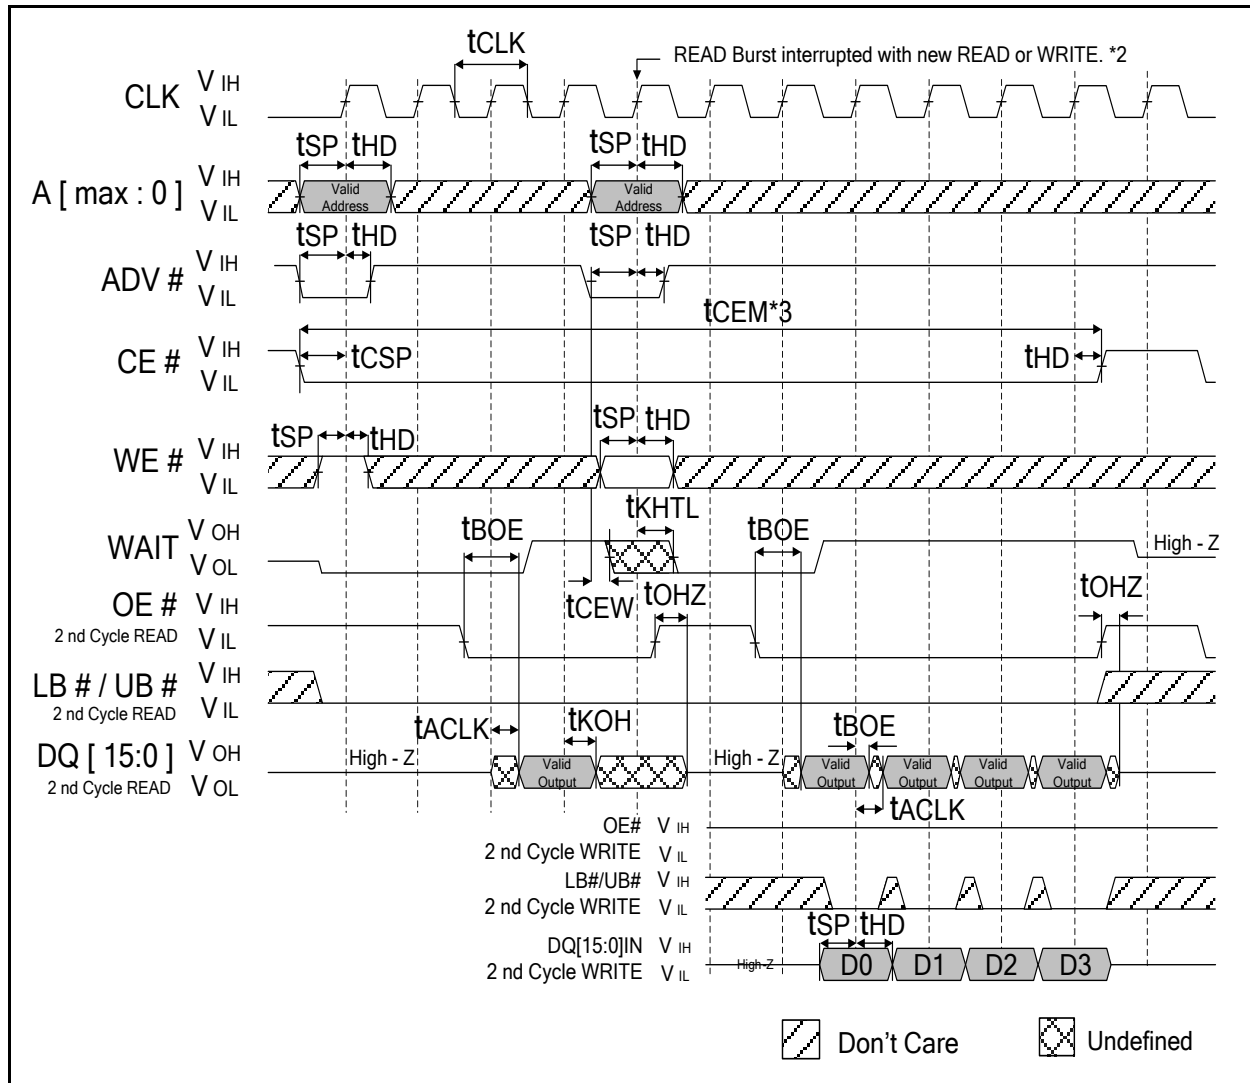 tCLK
READ Burst interrupted with new READ or WRITE. *2
CLK V IH
V IL
tSP tHD tSP tHD
A [ max : 0 ] V IH
V IL
Valid Address Valid Address
tSP tHD tSP tHD
ADV # V IH
V IL
tCEM*3
CE # V IH
V IL
tCSP tHD
tSP tHD tSP tHD
WE # V IH
V IL
tKHTL
WAIT V OH
V OL
tBOE tBOE High - Z
tCEW tOHZ tOHZ
OE # V IH
2 nd Cycle READ V IL
LB # / UB # V IH
2 nd Cycle READ V IL
tACLK tKOH tBOE
DQ [ 15:0 ] V OH
2 nd Cycle READ V OL
High - Z Valid Output High - Z Valid Output Valid Output Valid Output Valid Output
tACLK
OE# V IH
2 nd Cycle WRITE V IL
LB#/UB# V IH
2 nd Cycle WRITE V IL
tSP tHD
DQ[15:0]IN V IH
2 nd Cycle WRITE V IL
High-Z D0 D1 D2 D3
Don't Care Undefined